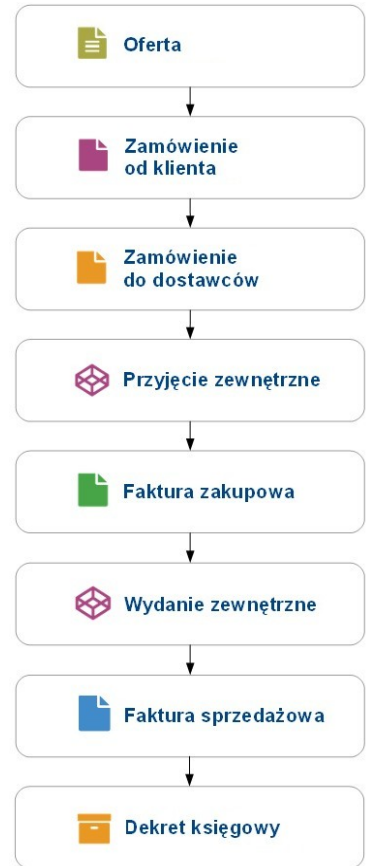 Oferta
Zamówienie
od klienta
Zamówienie
do dostawców
Przyjęcie zewnętrzne
Faktura zakupowa
Wydanie zewnętrzne
Faktura sprzedażowa
Dekret księgowy